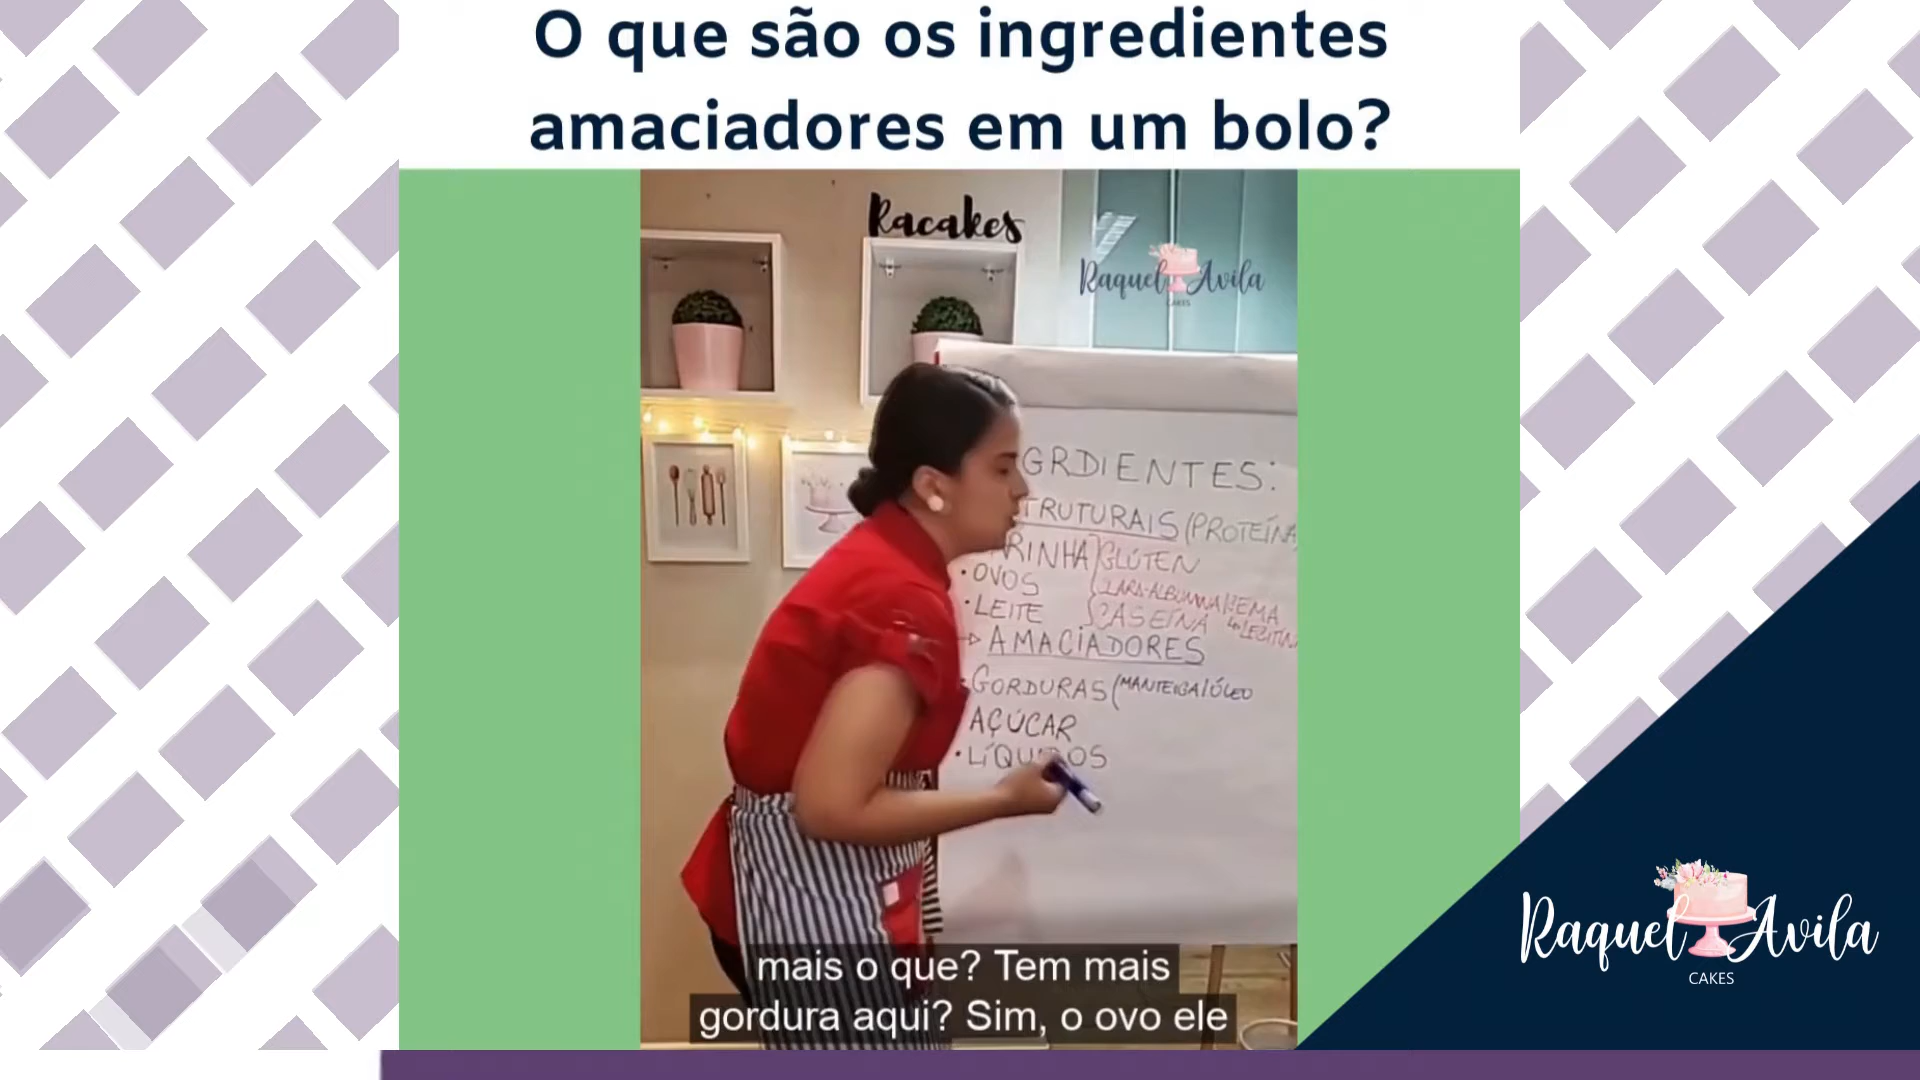 O que são os ingredientes
amaciadores em um bolo?
Racakes
Raquel Avila
CAKES
GRDIENTES:
TRUTURAIS (PROTEÍNA
RINHA} GLÚTEN
• OVOS
• LEITE
CASEÍNA
AMACIADORES
GORDURAS (MANTEIGA/ÓLEO
AÇÚCAR
• LÍQUIDOS
mais o que? Tem mais
gordura aqui? Sim, o ovo ele
Raquel Avila
CAKES